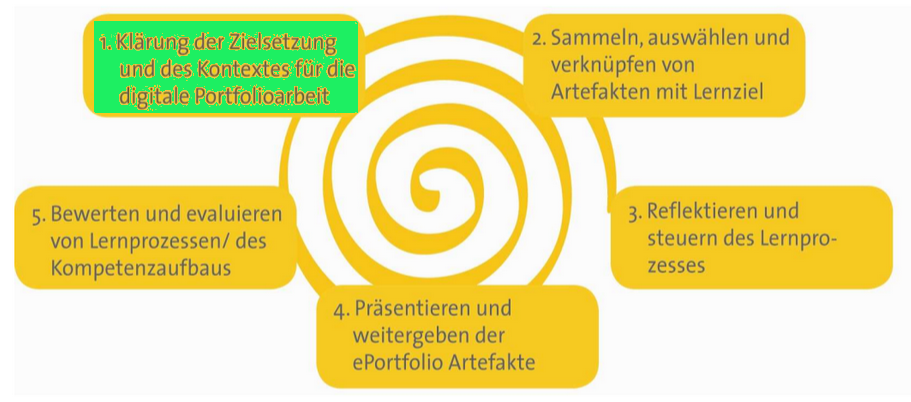 1. Klärung der Zielsetzung
und des Kontextes für die
digitale Portfolioarbeit
2. Sammeln, auswählen und
verknüpfen von
Artefakten mit Lernziel
3. Reflektieren und
steuern des Lernpro-
zesses
4. Präsentieren und
weitergeben der
ePortfolio Artefakte
5. Bewerten und evaluieren
von Lernprozessen/ des
Kompetenzaufbaus